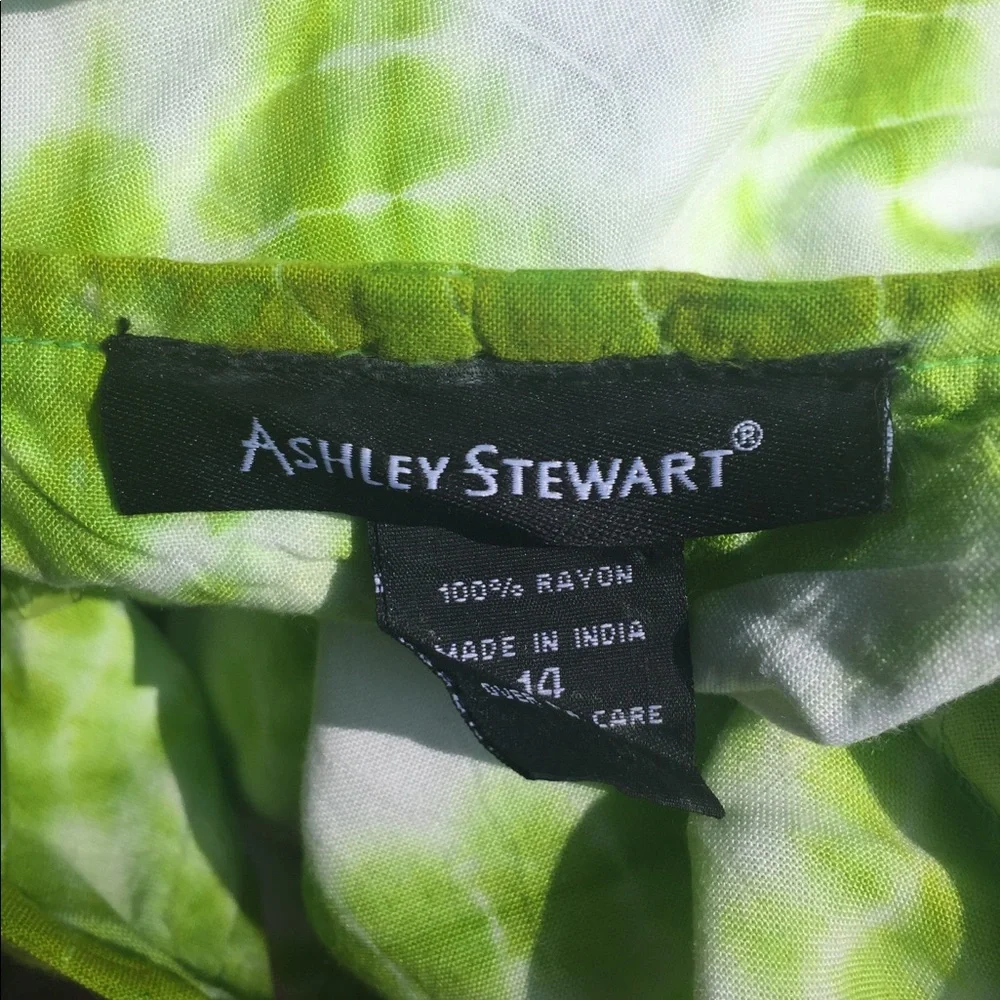 ASHLEY STEWART®
100% RAYON
MADE IN INDIA
14
CARE